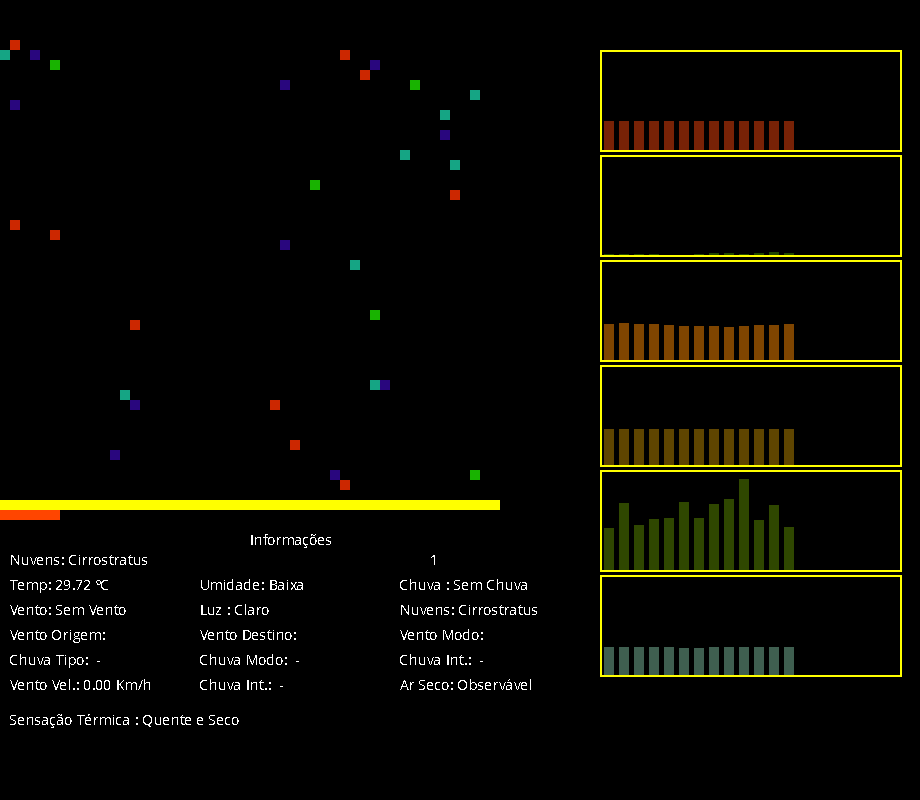 Informações
Nuvens: Cirrostratus 1
Temp: 29.72 ºC Umidade: Baixa Chuva : Sem Chuva
Vento: Sem Vento Luz : Claro Nuvens: Cirrostratus
Vento Origem: Vento Destino: Vento Modo:
Chuva Tipo: - Chuva Modo: - Chuva Int.: -
Vento Vel.: 0.00 Km/h Chuva Int.: - Ar Seco: Observável
Sensação Térmica : Quente e Seco